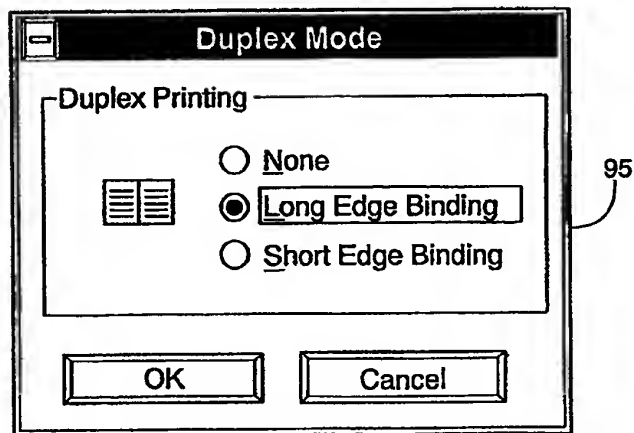 Duplex Mode
Duplex Printing
None
Long Edge Binding
Short Edge Binding
OK
Cancel
95